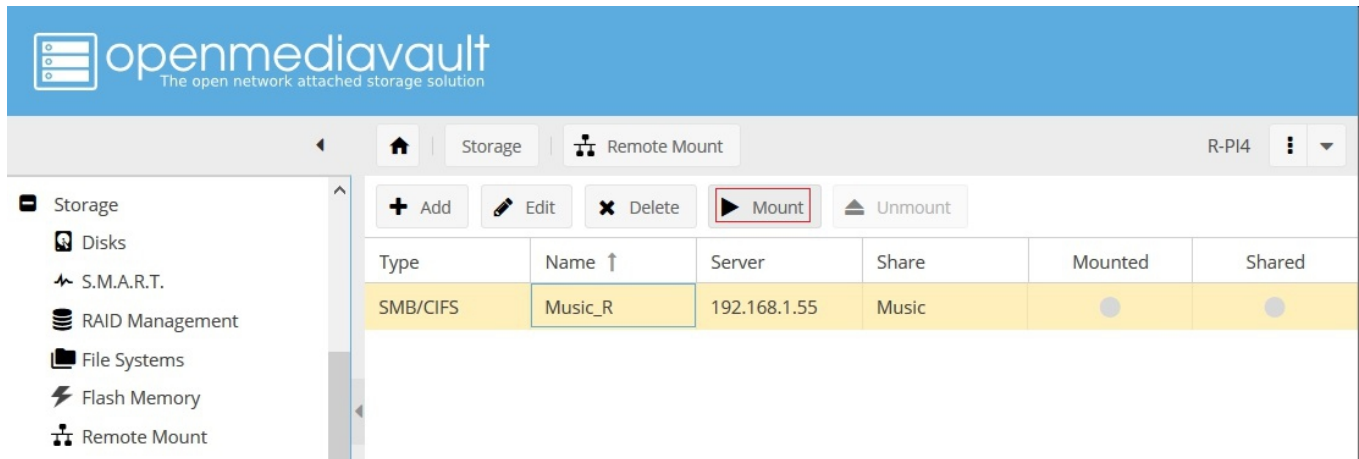 openmediavault
The open network attached storage solution
Storage Remote Mount R-PI4
Storage
Disks
S.M.A.R.T.
RAID Management
File Systems
Flash Memory
Remote Mount
Add Edit Delete Mount Unmount
Type Name Server Share Mounted Shared
SMB/CIFS Music_R 192.168.1.55 Music